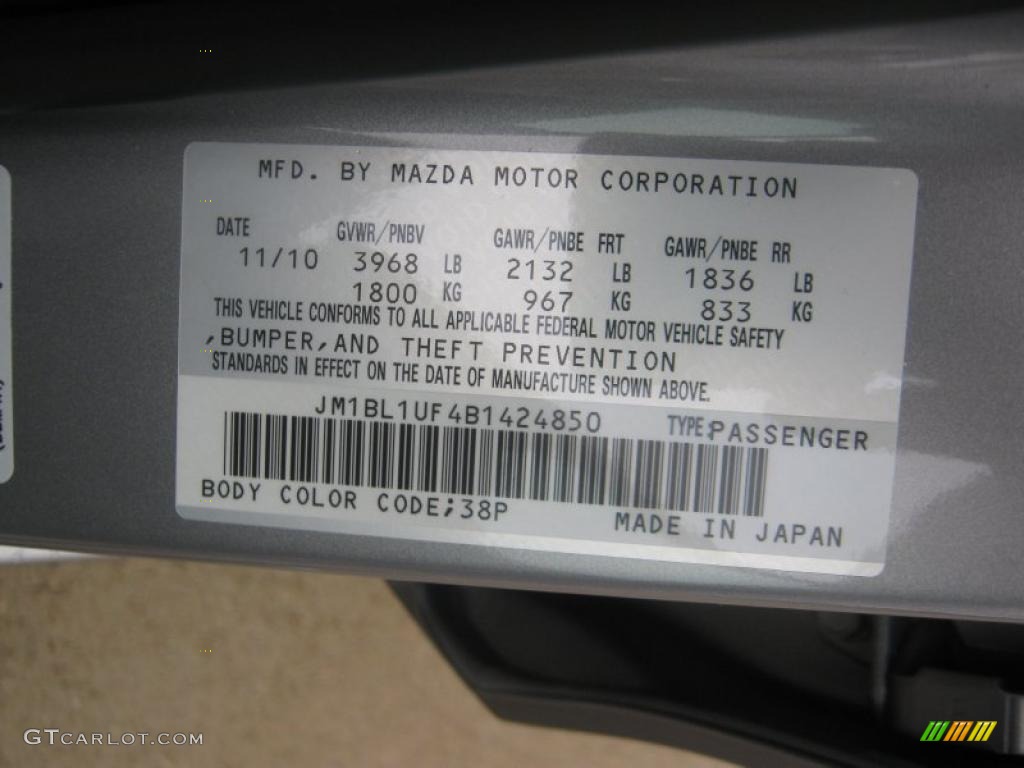 MFD. BY MAZDA MOTOR CORPORATION
DATE GVWR/PNBV GAWR/PNBE FRT GAWR/PNBE RR
11/10 3968 LB 2132 LB 1836 LB
1800 KG 967 KG 833 KG
THIS VEHICLE CONFORMS TO ALL APPLICABLE FEDERAL MOTOR VEHICLE SAFETY
,BUMPER,AND THEFT PREVENTION
STANDARDS IN EFFECT ON THE DATE OF MANUFACTURE SHOWN ABOVE.
JM1BL1UF4B1424850 TYPE:PASSENGER
BODY COLOR CODE;38P MADE IN JAPAN
GTCARLOT.COM